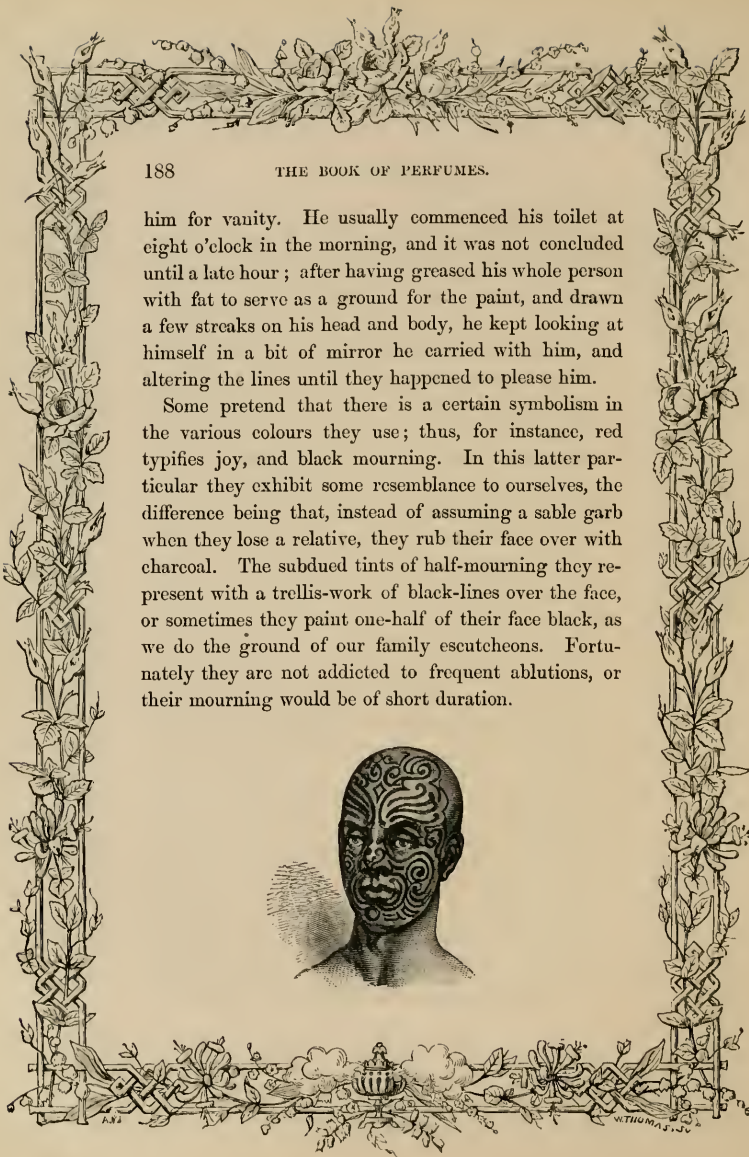 188 THE BOOK OF PERFUMES.
him for vanity. He usually commenced his toilet at
eight o'clock in the morning, and it was not concluded
until a late hour ; after having greased his whole person
with fat to serve as a ground for the paint, and drawn
a few streaks on his head and body, he kept looking at
himself in a bit of mirror he carried with him, and
altering the lines until they happened to please him.
Some pretend that there is a certain symbolism in
the various colours they use; thus, for instance, red
typifies joy, and black mourning. In this latter par-
ticular they exhibit some resemblance to ourselves, the
difference being that, instead of assuming a sable garb
when they lose a relative, they rub their face over with
charcoal. The subdued tints of half-mourning they re-
present with a trellis-work of black-lines over the face,
or sometimes they paint one-half of their face black, as
we do the ground of our family escutcheons. Fortu-
nately they are not addicted to frequent ablutions, or
their mourning would be of short duration.
W. THOMAS. Sc